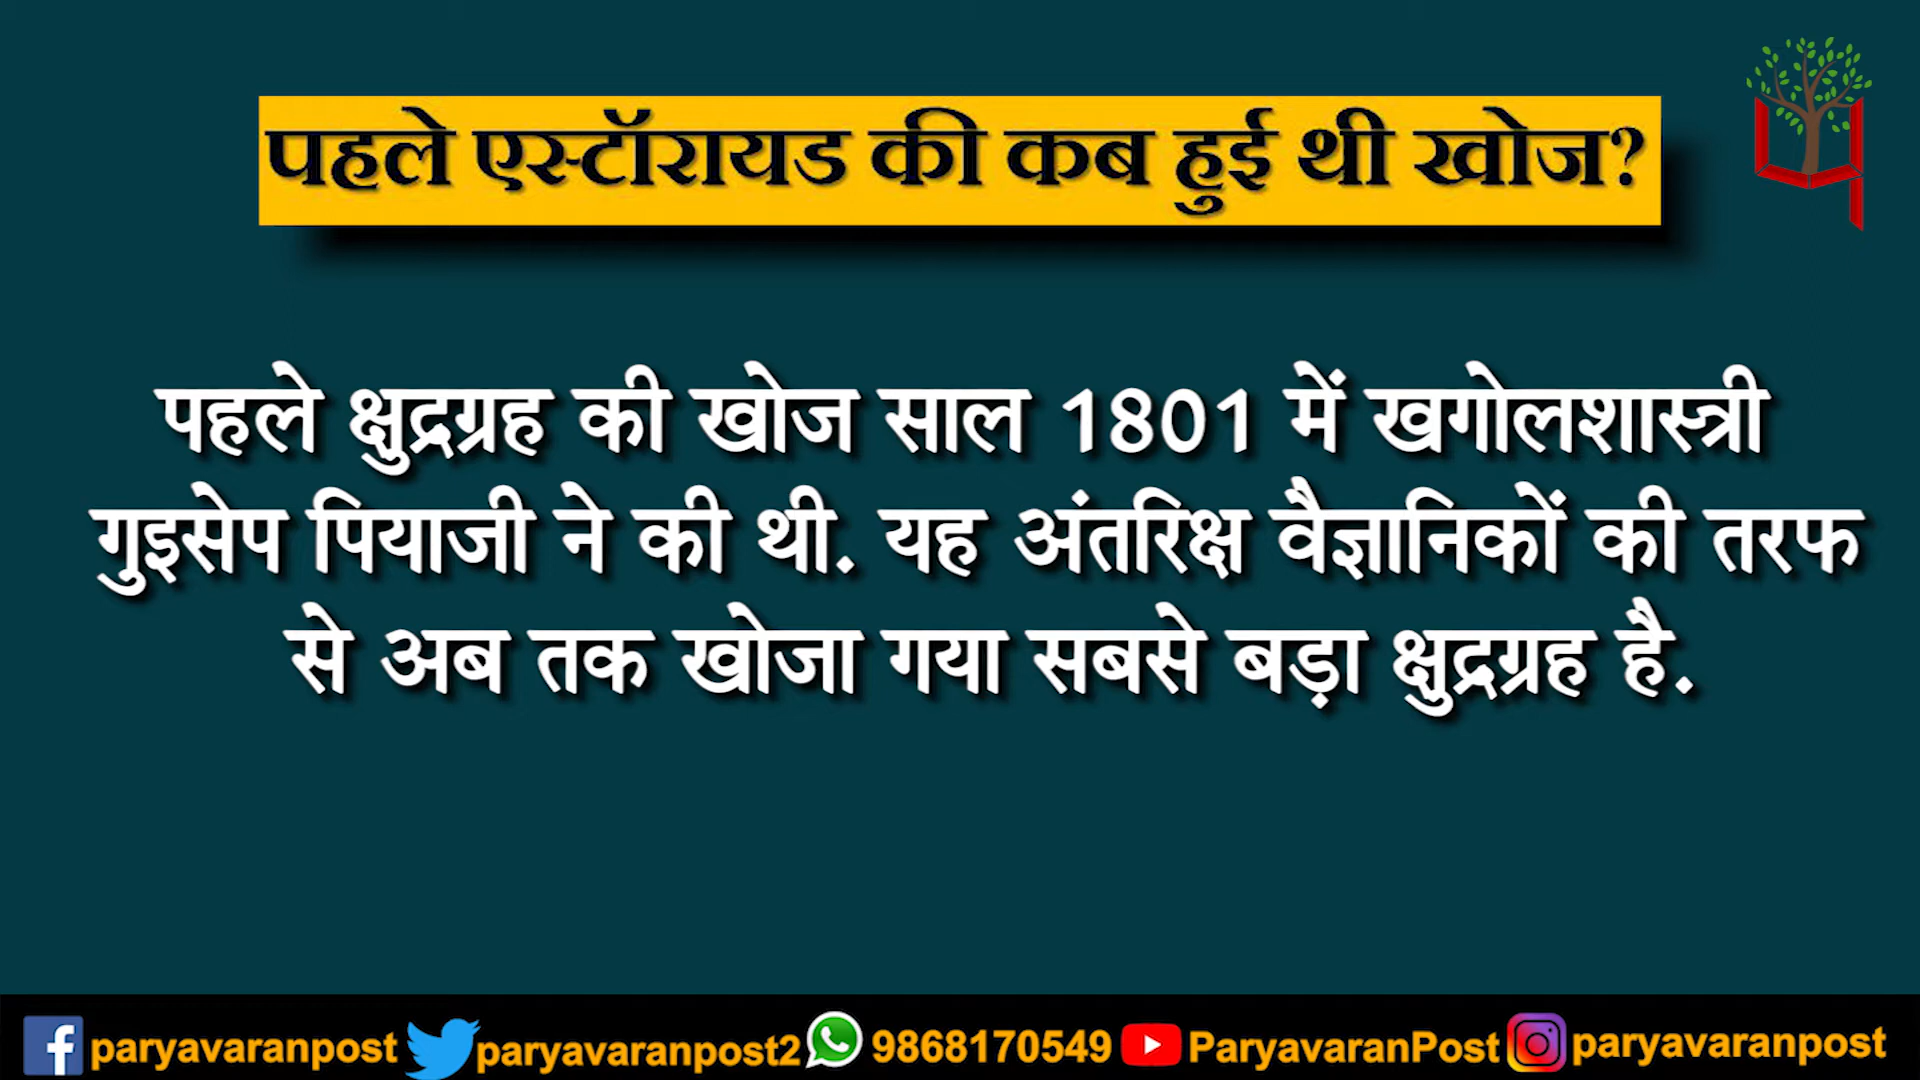 पहले एस्टॉरायड की कब हुई थी खोज?
पहले क्षुद्रग्रह की खोज साल 1801 में खगोलशास्त्री
गुइसेप पियाजी ने की थी. यह अंतरिक्ष वैज्ञानिकों की तरफ
से अब तक खोजा गया सबसे बड़ा क्षुद्रग्रह है.
paryavaranpost paryavaranpost2 9868170549 ParyavaranPost paryavaranpost